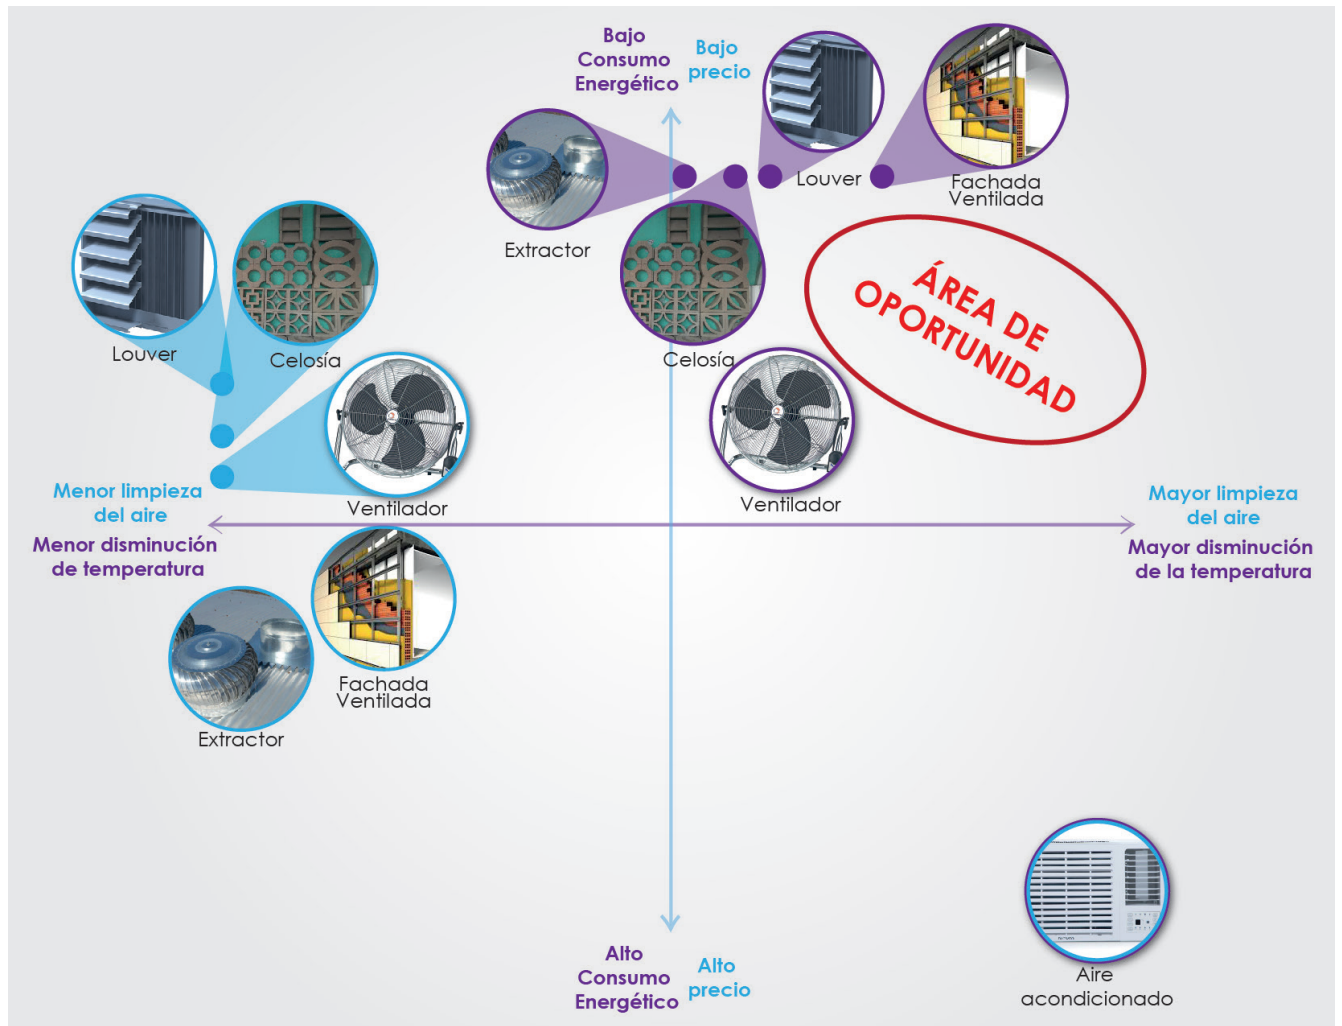 Bajo
Consumo
Energético
Bajo
precio
Louver
Fachada
Ventilada
Extractor
Celosía
ÁREA DE
OPORTUNIDAD
Louver
Celosía
Ventilador
Ventilador
Menor limpieza
del aire
Menor disminución
de temperatura
Mayor limpieza
del aire
Mayor disminución
de la temperatura
Fachada
Ventilada
Extractor
Alto
Consumo
Energético
Alto
precio
Aire
acondicionado